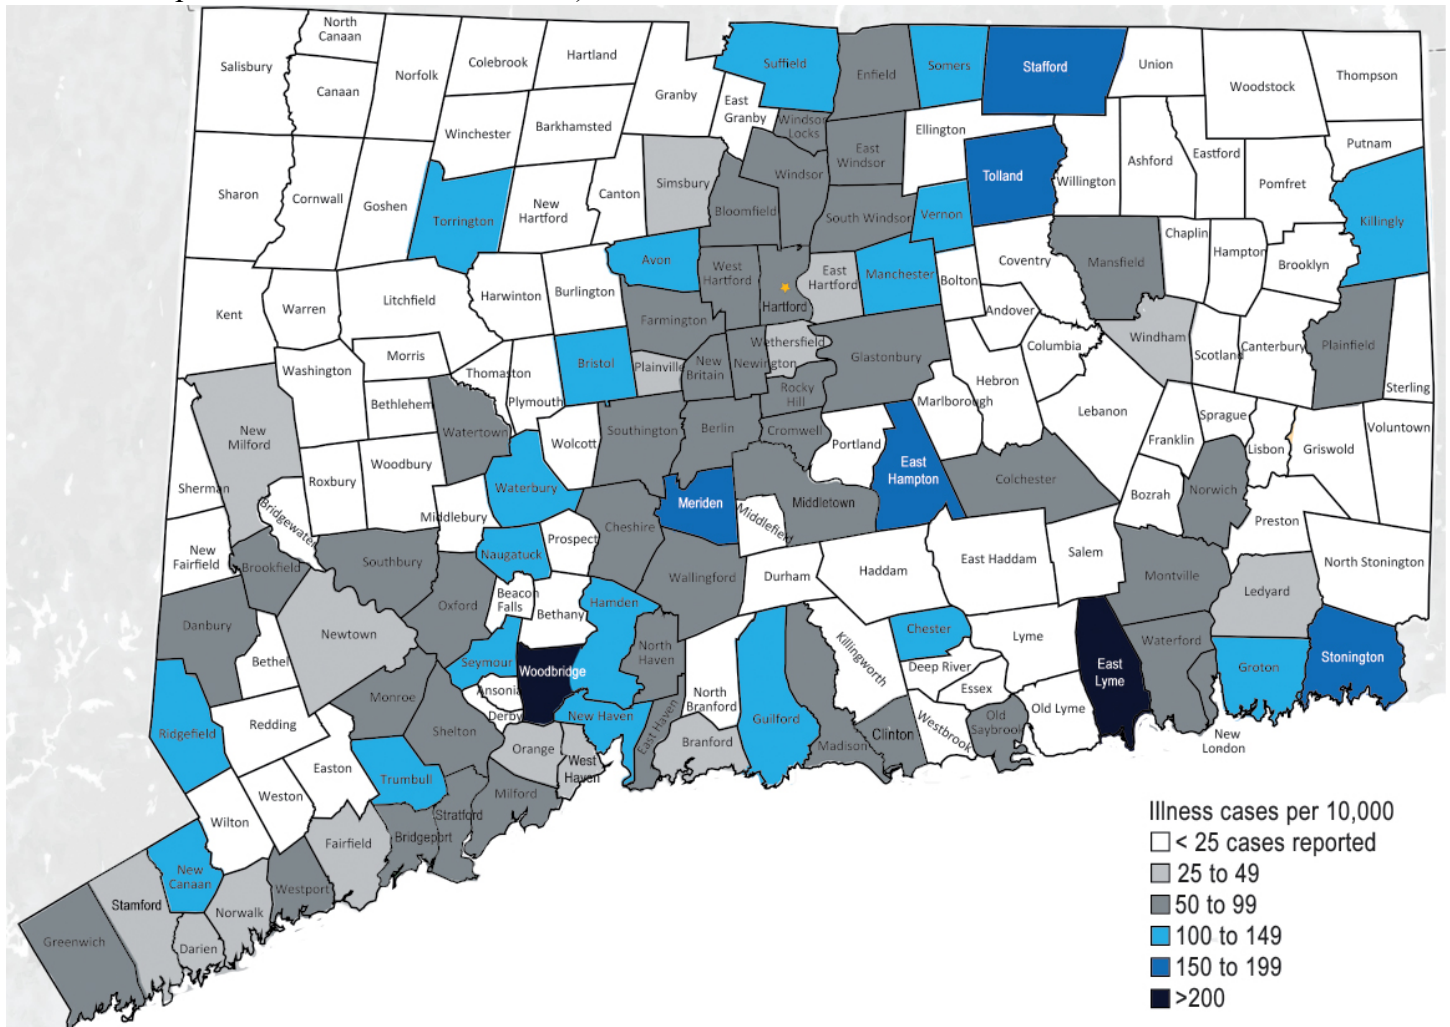 North
Canaan
Salisbury
Canaan
Norfolk
Colebrook
Hartland
Granby
East
Granby
Suffield
Enfield
Somers
Stafford
Union
Woodstock
Thompson
Winchester
Barkhamsted
Windsor
Locks
East
Windsor
Ellington
Putnam
Ashford
Eastford
Willington
Pomfret
Sharon
Cornwall
Goshen
Torrington
New
Hartford
Canton
Simsbury
Bloomfield
Windsor
South Windsor
Vernon
Tolland
Killingly
Chaplin
Hampton
Brooklyn
Mansfield
Coventry
Avon
West
Hartford
Hartford
East
Hartford
Manchester
Bolton
Andover
Kent
Warren
Litchfield
Harwinton
Burlington
Farmington
Wethersfield
Glastonbury
Columbia
Windham
Scotland
Canterbury
Plainfield
Sterling
Morris
Washington
Thomaston
Plymouth
Bristol
Plainville
New
Britain
Newington
Rocky
Hill
Marlborough
Hebron
Lebanon
Sprague
Franklin
Lisbon
Griswold
Voluntown
Bethlehem
Watertown
Wolcott
Southington
Berlin
Cromwell
Portland
East
Hampton
Colchester
Bozrah
Norwich
Preston
New
Milford
Sherman
Bridgewater
Roxbury
Woodbury
Middlebury
Waterbury
Cheshire
Meriden
Middlefield
Middletown
North Stonington
New
Fairfield
Brookfield
Southbury
Naugatuck
Prospect
Wallingford
Durham
Haddam
East Haddam
Salem
Montville
Ledyard
Danbury
Newtown
Oxford
Beacon
Falls
Bethany
Hamden
Bethel
Seymour
Woodbridge
North
Haven
Killingworth
Chester
Deep River
Essex
Lyme
East
Lyme
Waterford
Groton
Stonington
Ansonia
Derby
New Haven
East Haven
North
Branford
Branford
Guilford
Madison
Clinton
Westbrook
Old
Saybrook
Old Lyme
New
London
Ridgefield
Redding
Monroe
Shelton
Orange
West
Haven
Milford
Easton
Weston
Wilton
Trumbull
Stratford
Bridgeport
Fairfield
Westport
Norwalk
New
Canaan
Darien
Stamford
Greenwich
Illness cases per 10,000
< 25 cases reported
25 to 49
50 to 99
100 to 149
150 to 199
>200